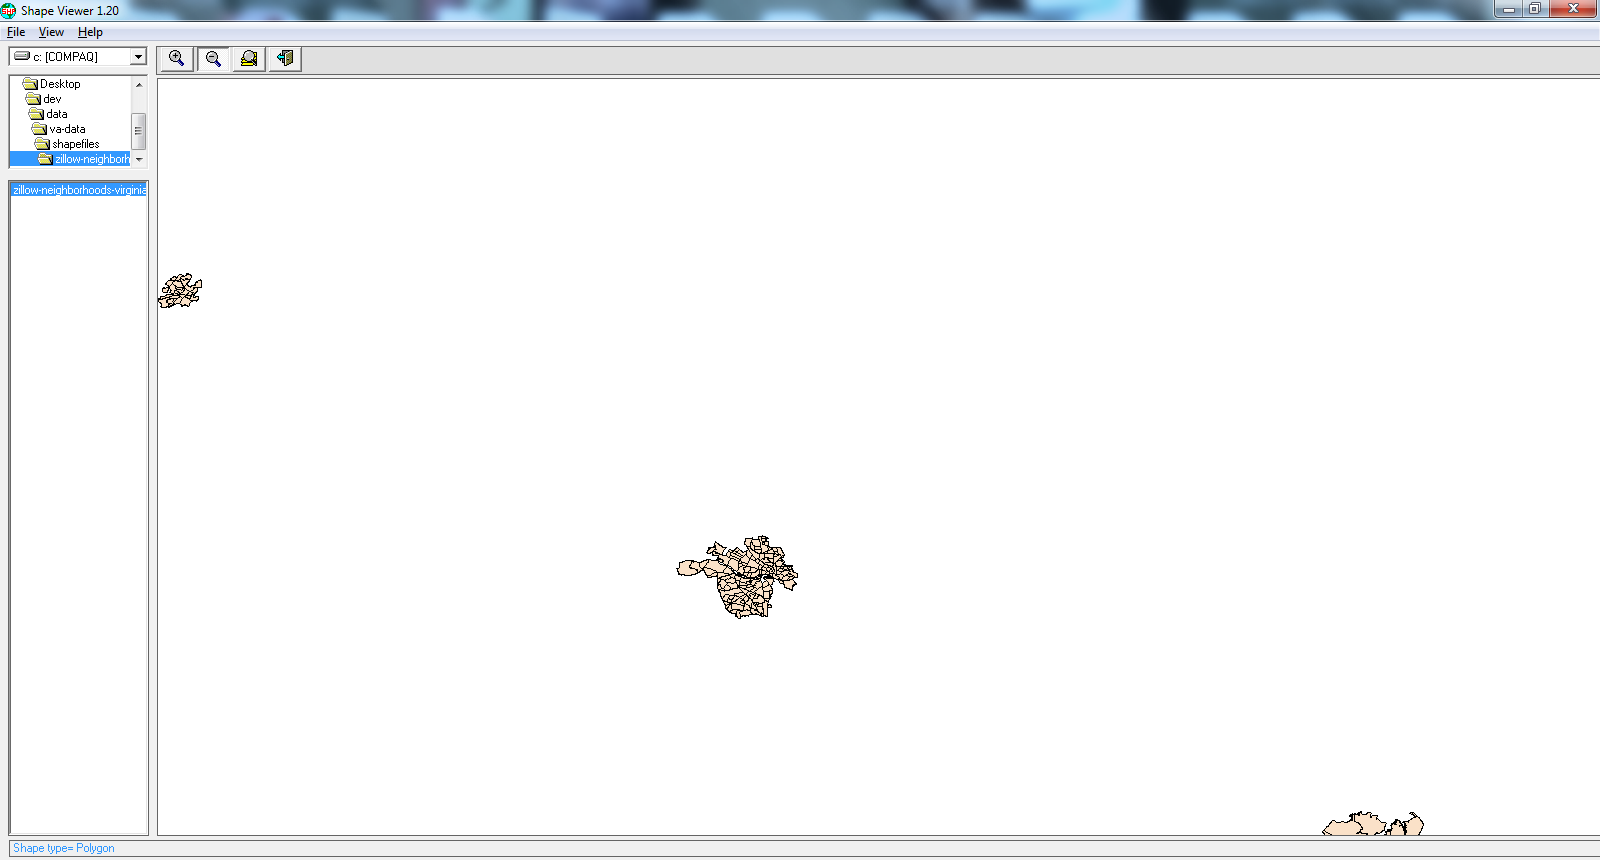 Shape Viewer 1.20
File View Help
c: [COMPAQ]
Desktop
dev
data
va-data
shapefiles
zillow-neighborh
zillow-neighborhoods-virginia
Shape type= Polygon